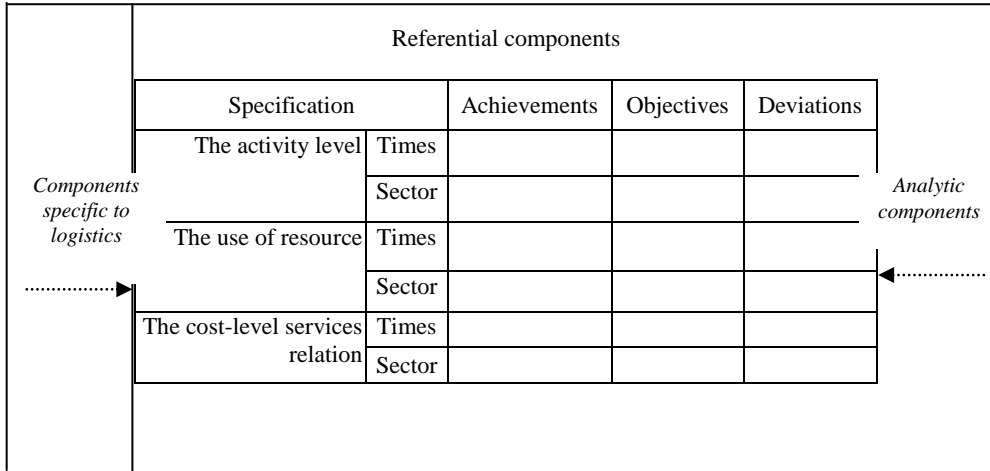 Referential components
Specification Achievements Objectives Deviations
The activity level Times
Sector
Components
specific to
logistics
The use of resource Times
Sector
The cost-level services
relation
Times
Sector
Analytic
components